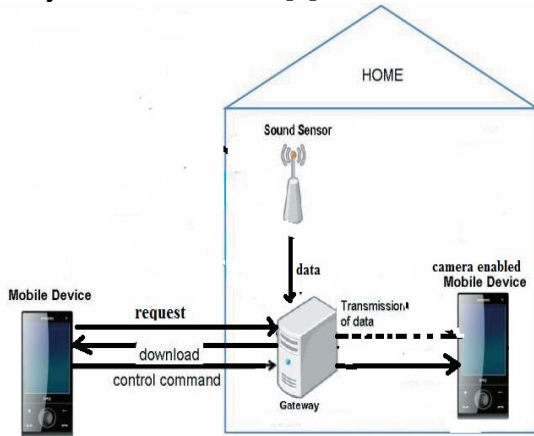 HOME
Sound Sensor
data
camera enabled
Mobile Device
Mobile Device
request
Transmission
of data
download
control command
Gateway